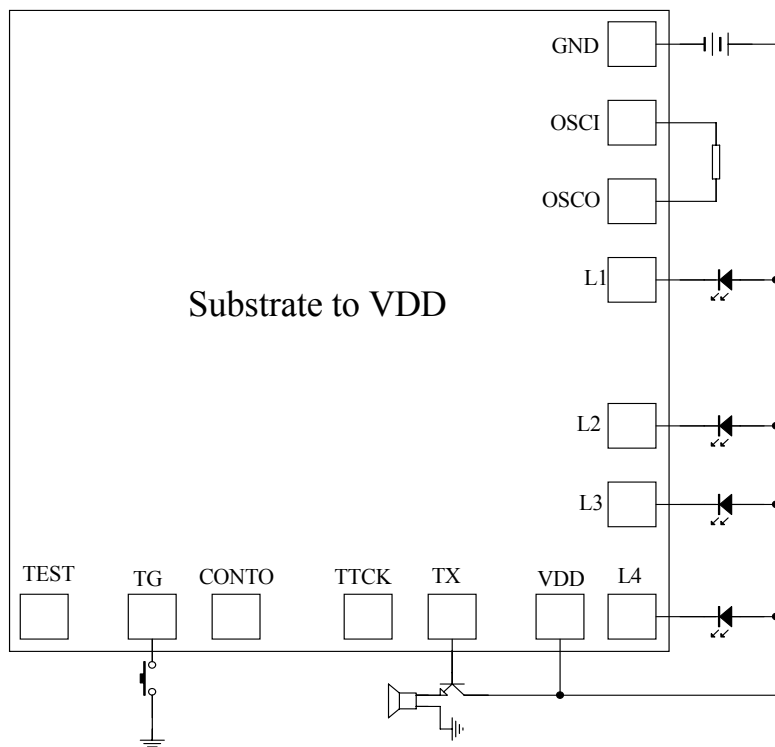 GND
OSCI
OSCO
L1
Substrate to VDD
L2
L3
TEST
TG
CONTO
TTCK
TX
VDD
L4